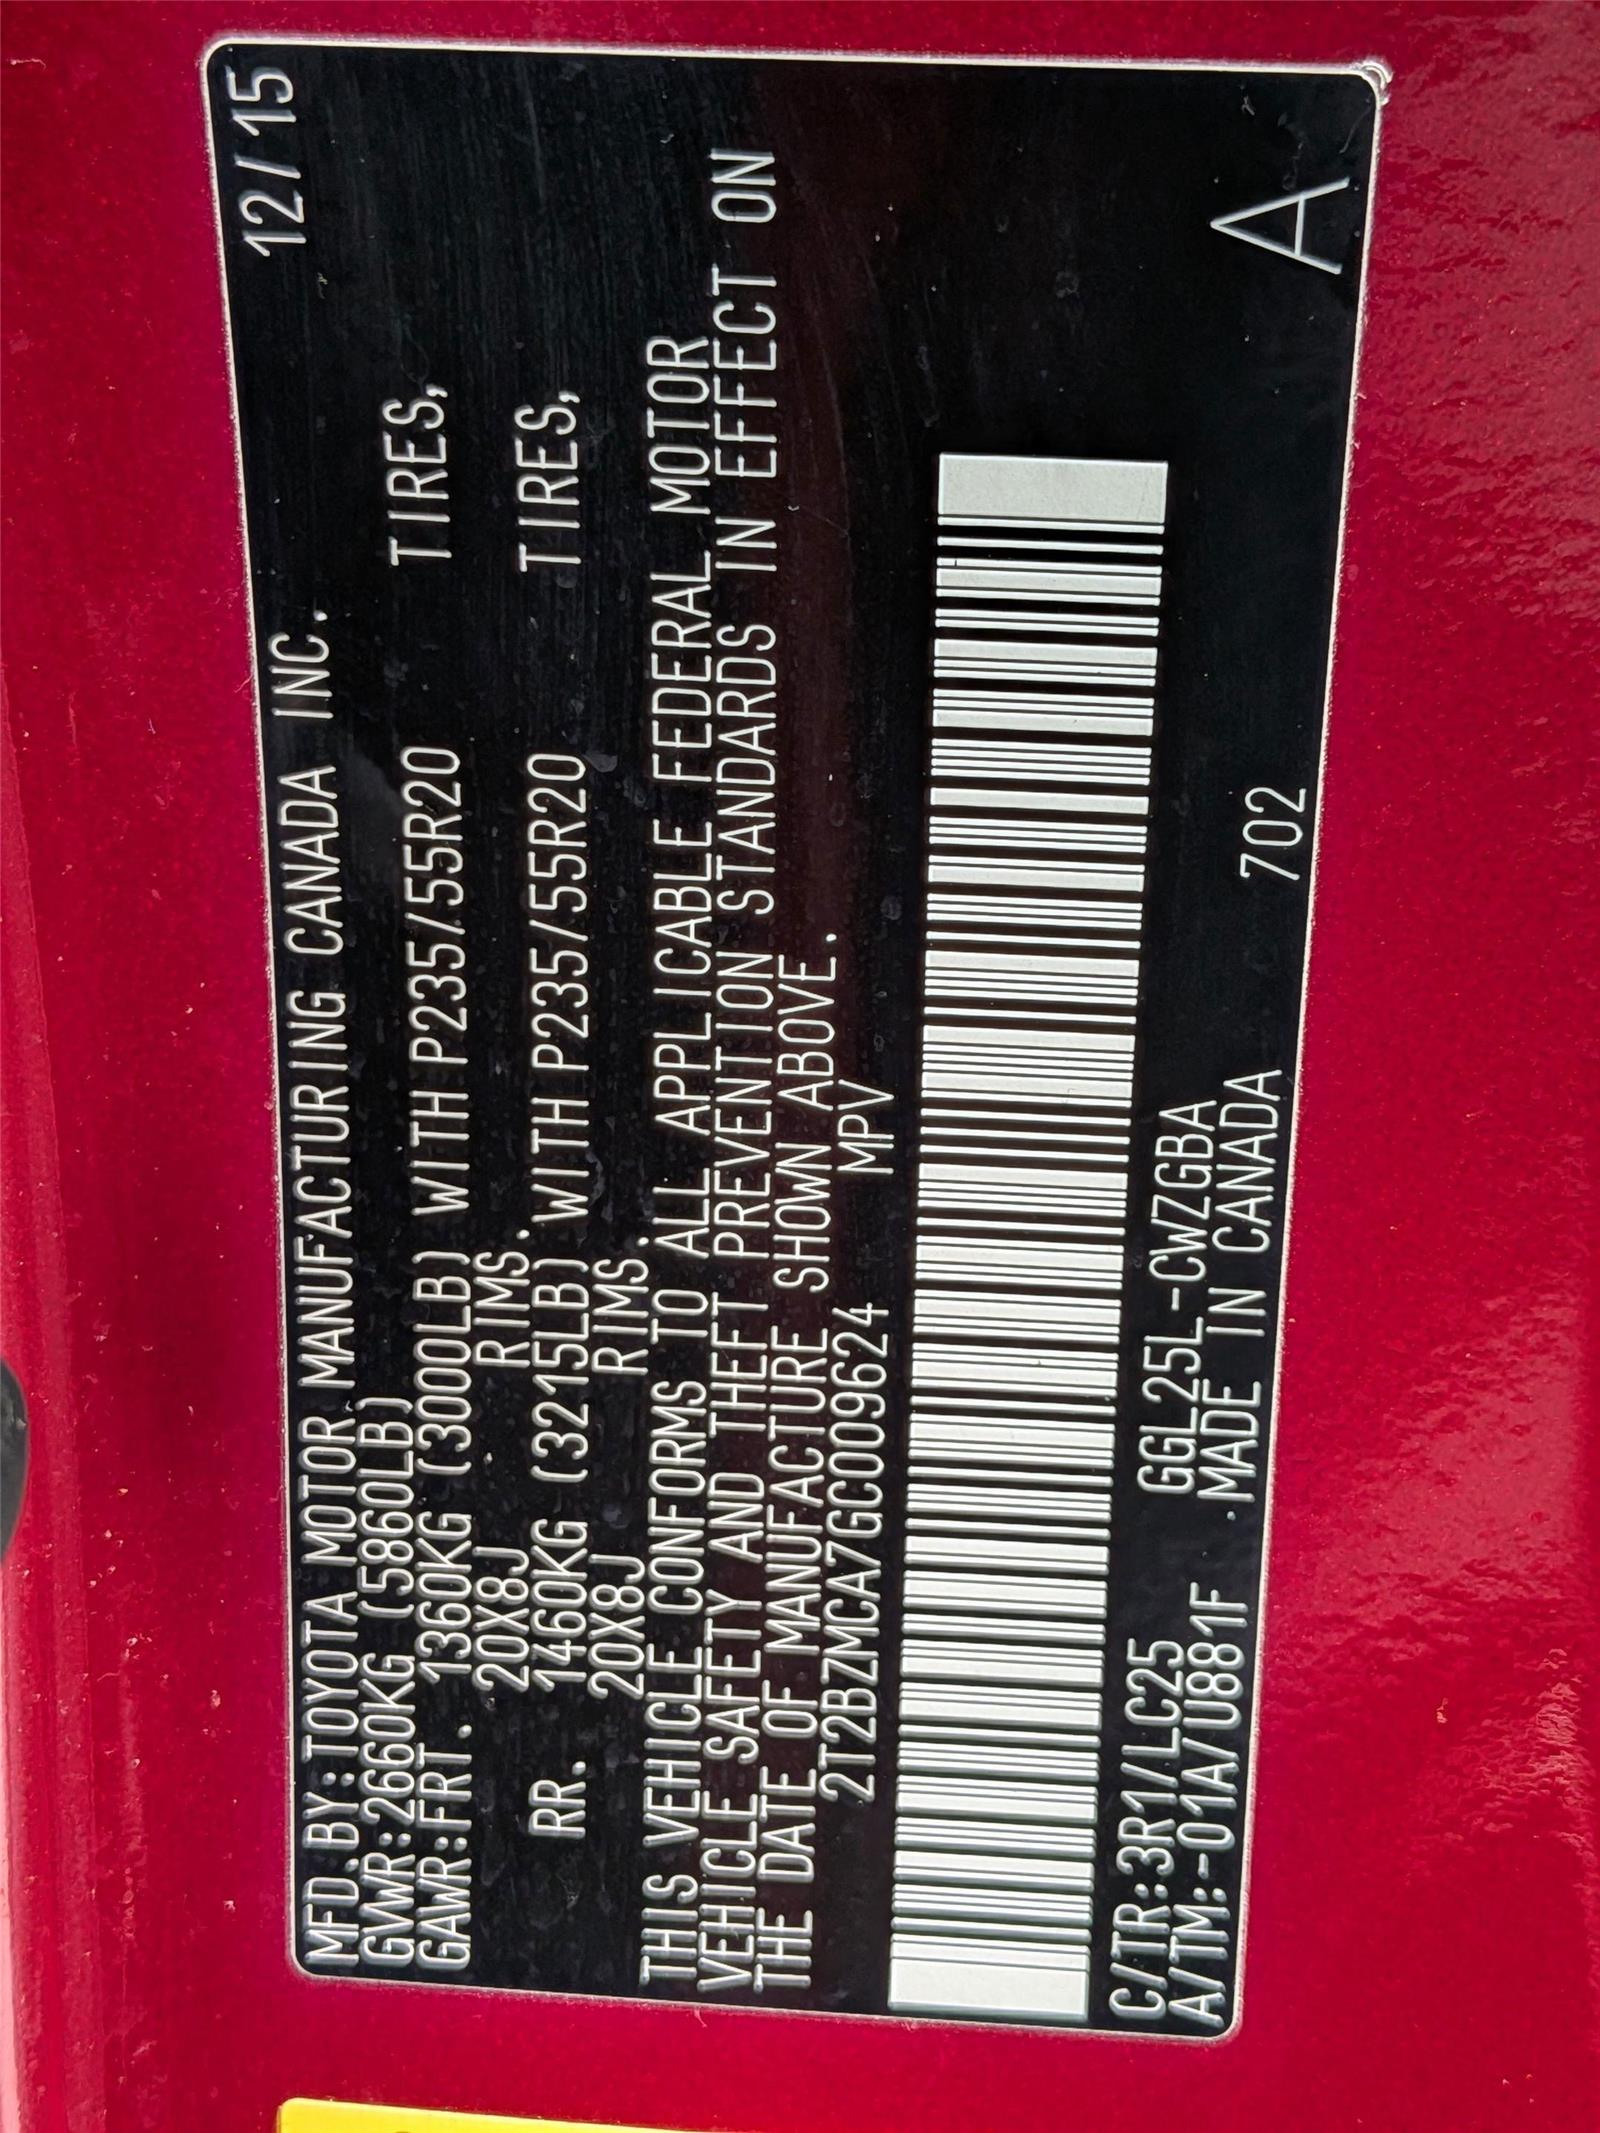 12/15
MFD.BY:TOYOTA MOTOR MANUFACTURING CANADA INC.
GWWR:2660KG (5860LB)
GAWR:FRT. 1360KG (3000LB) WITH P235/55R20 TIRES,
20X8J RIMS.
RR. 1460KG (3215LB) WITH P235/55R20 TIRES,
20X8J RIMS.
THIS VEHICLE CONFORMS TO ALL APPLICABLE FEDERAL MOTOR
VEHICLE SAFETY AND THEFT PREVENTION STANDARDS IN EFFECT ON
THE DATE OF MANUFACTURE SHOWN ABOVE.
2T2BZMCA7GC009624 MPV
C/TR:3R1/LC25 GGL25L-CWZGBA
A/TM:-01A/U881F .MADE IN CANADA 702
A